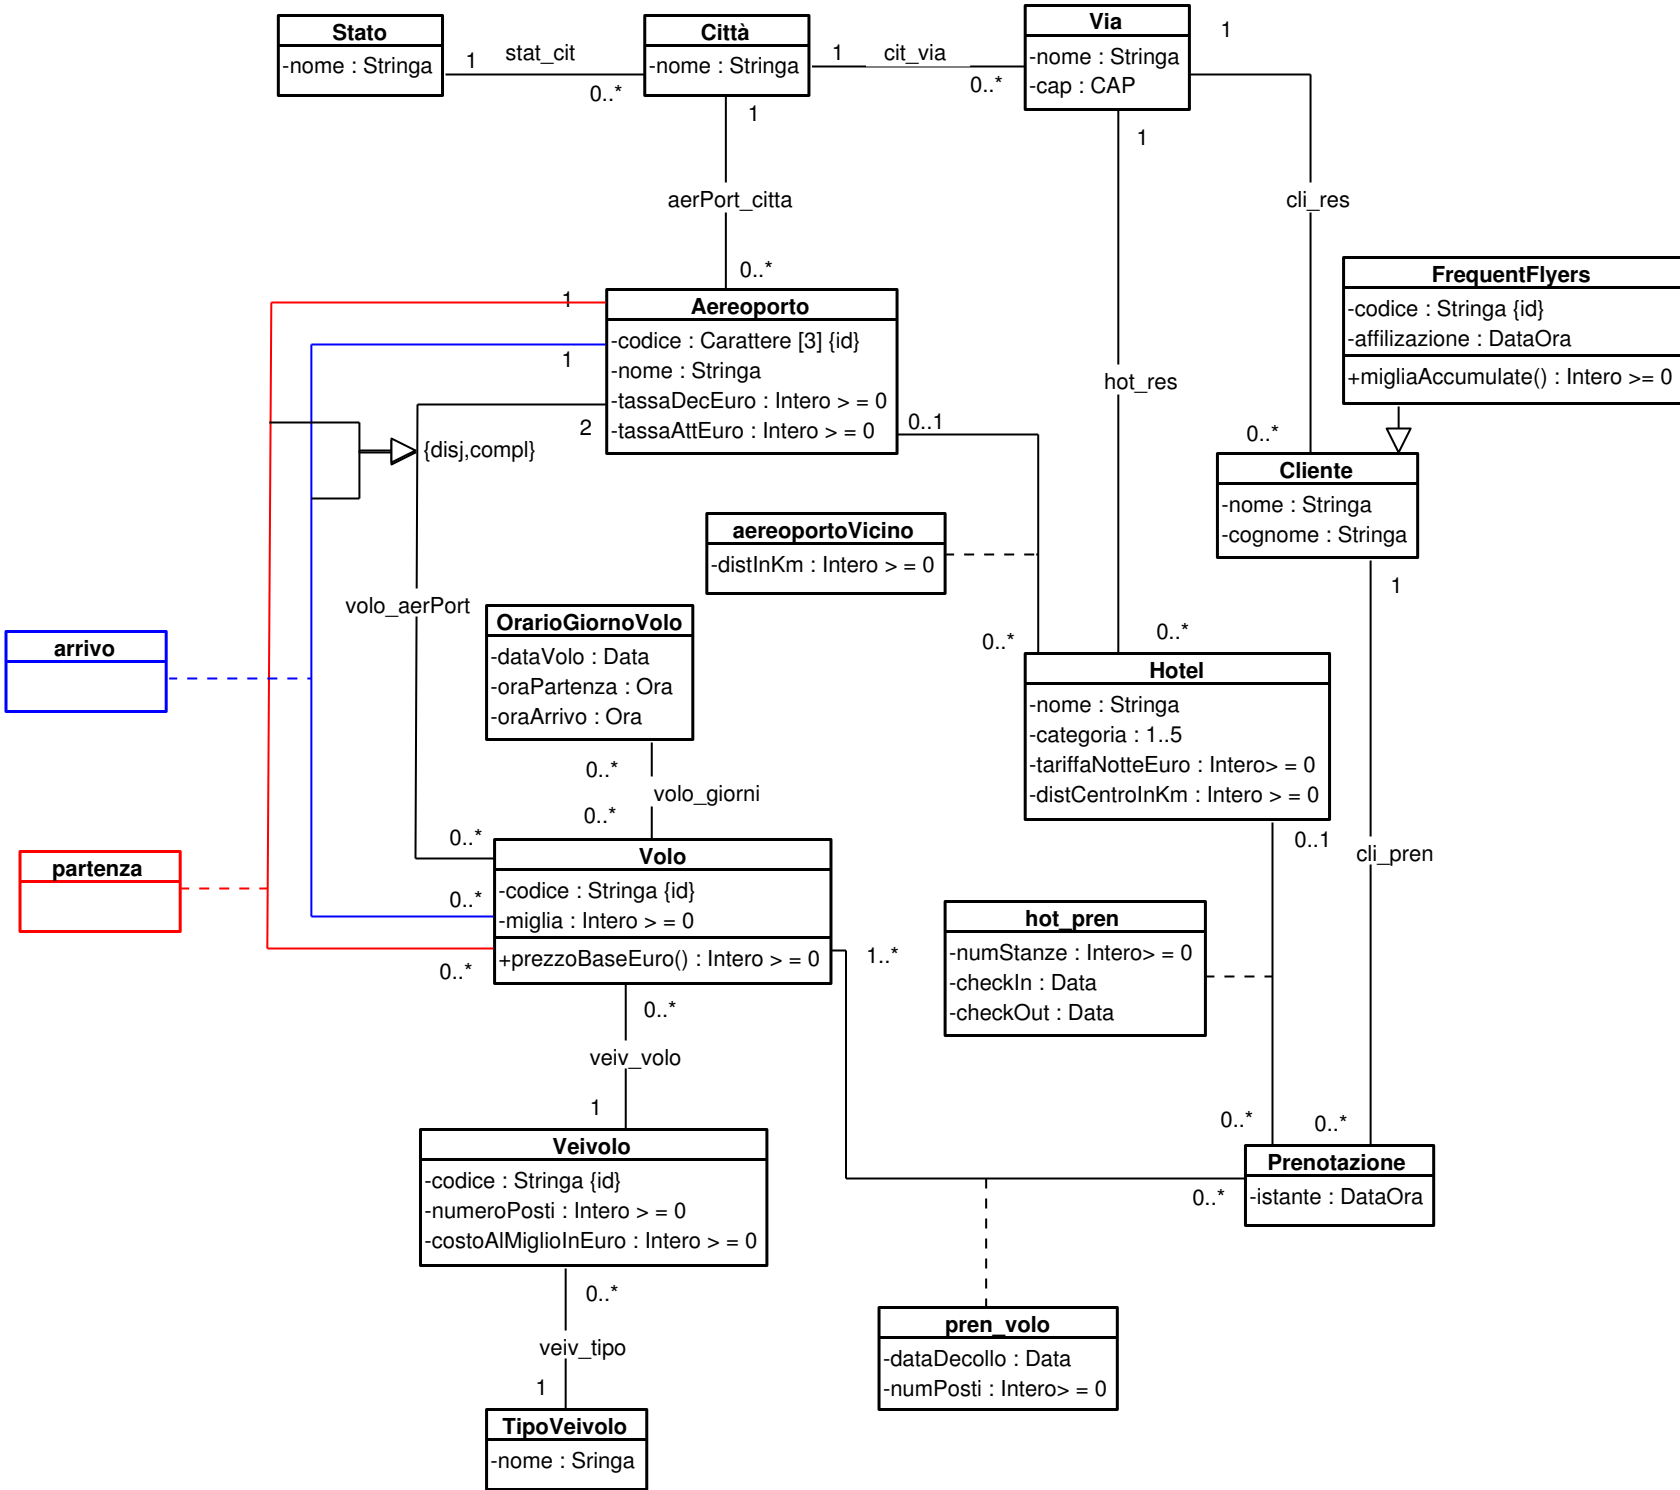 Stato
-nome : Stringa
1
stat_cit
0..*
Città
-nome : Stringa
1
cit_via
0..*
1
Via
-nome : Stringa
-cap : CAP
1
1
aerPort_citta
0..*
cli_res
0..*
hot_res
0..*
FrequentFlyers
-codice : Stringa {id}
-affilizazione : DataOra
+migliaAccumulate() : Intero >= 0
Aereoporto
-codice : Carattere [3] {id}
-nome : Stringa
-tassaDecEuro : Intero > = 0
-tassaAttEuro : Intero > = 0
1
1
2
0..1
{disj,compl}
Cliente
-nome : Stringa
-cognome : Stringa
1
aereoportoVicino
-distInKm : Intero > = 0
0..*
volo_aerPort
OrarioGiornoVolo
-dataVolo : Data
-oraPartenza : Ora
-oraArrivo : Ora
arrivo
Hotel
-nome : Stringa
-categoria : 1..5
-tariffaNotteEuro : Intero> = 0
-distCentroInKm : Intero > = 0
0..*
volo_giorni
0..*
0..*
0..1
cli_pren
partenza
Volo
-codice : Stringa {id}
-miglia : Intero > = 0
+prezzoBaseEuro() : Intero > = 0
0..*
0..*
1..*
hot_pren
-numStanze : Intero> = 0
-checkIn : Data
-checkOut : Data
0..*
veiv_volo
1
0..*
0..*
Veivolo
-codice : Stringa {id}
-numeroPosti : Intero > = 0
-costoAlMiglioInEuro : Intero > = 0
Prenotazione
-istante : DataOra
0..*
0..*
veiv_tipo
1
pren_volo
-dataDecollo : Data
-numPosti : Intero> = 0
TipoVeivolo
-nome : Sringa